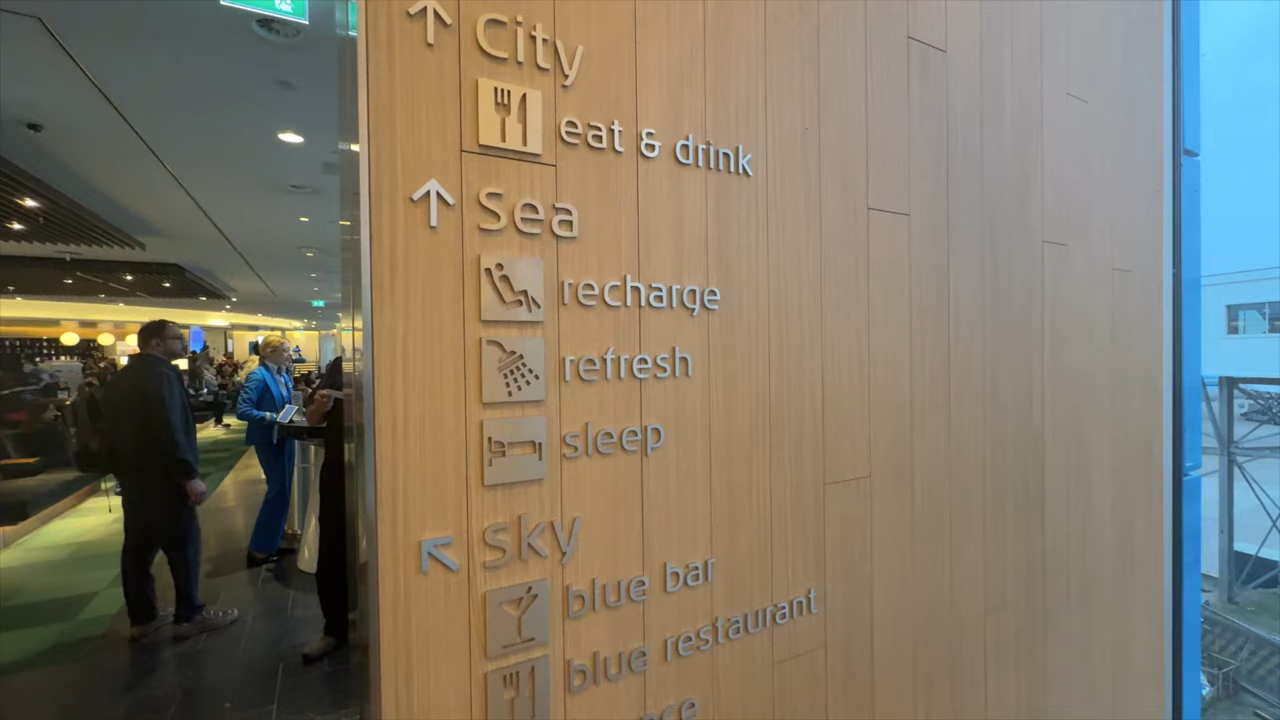 City
eat & drink
Sea
recharge
refresh
sleep
Sky
blue bar
blue restaurant